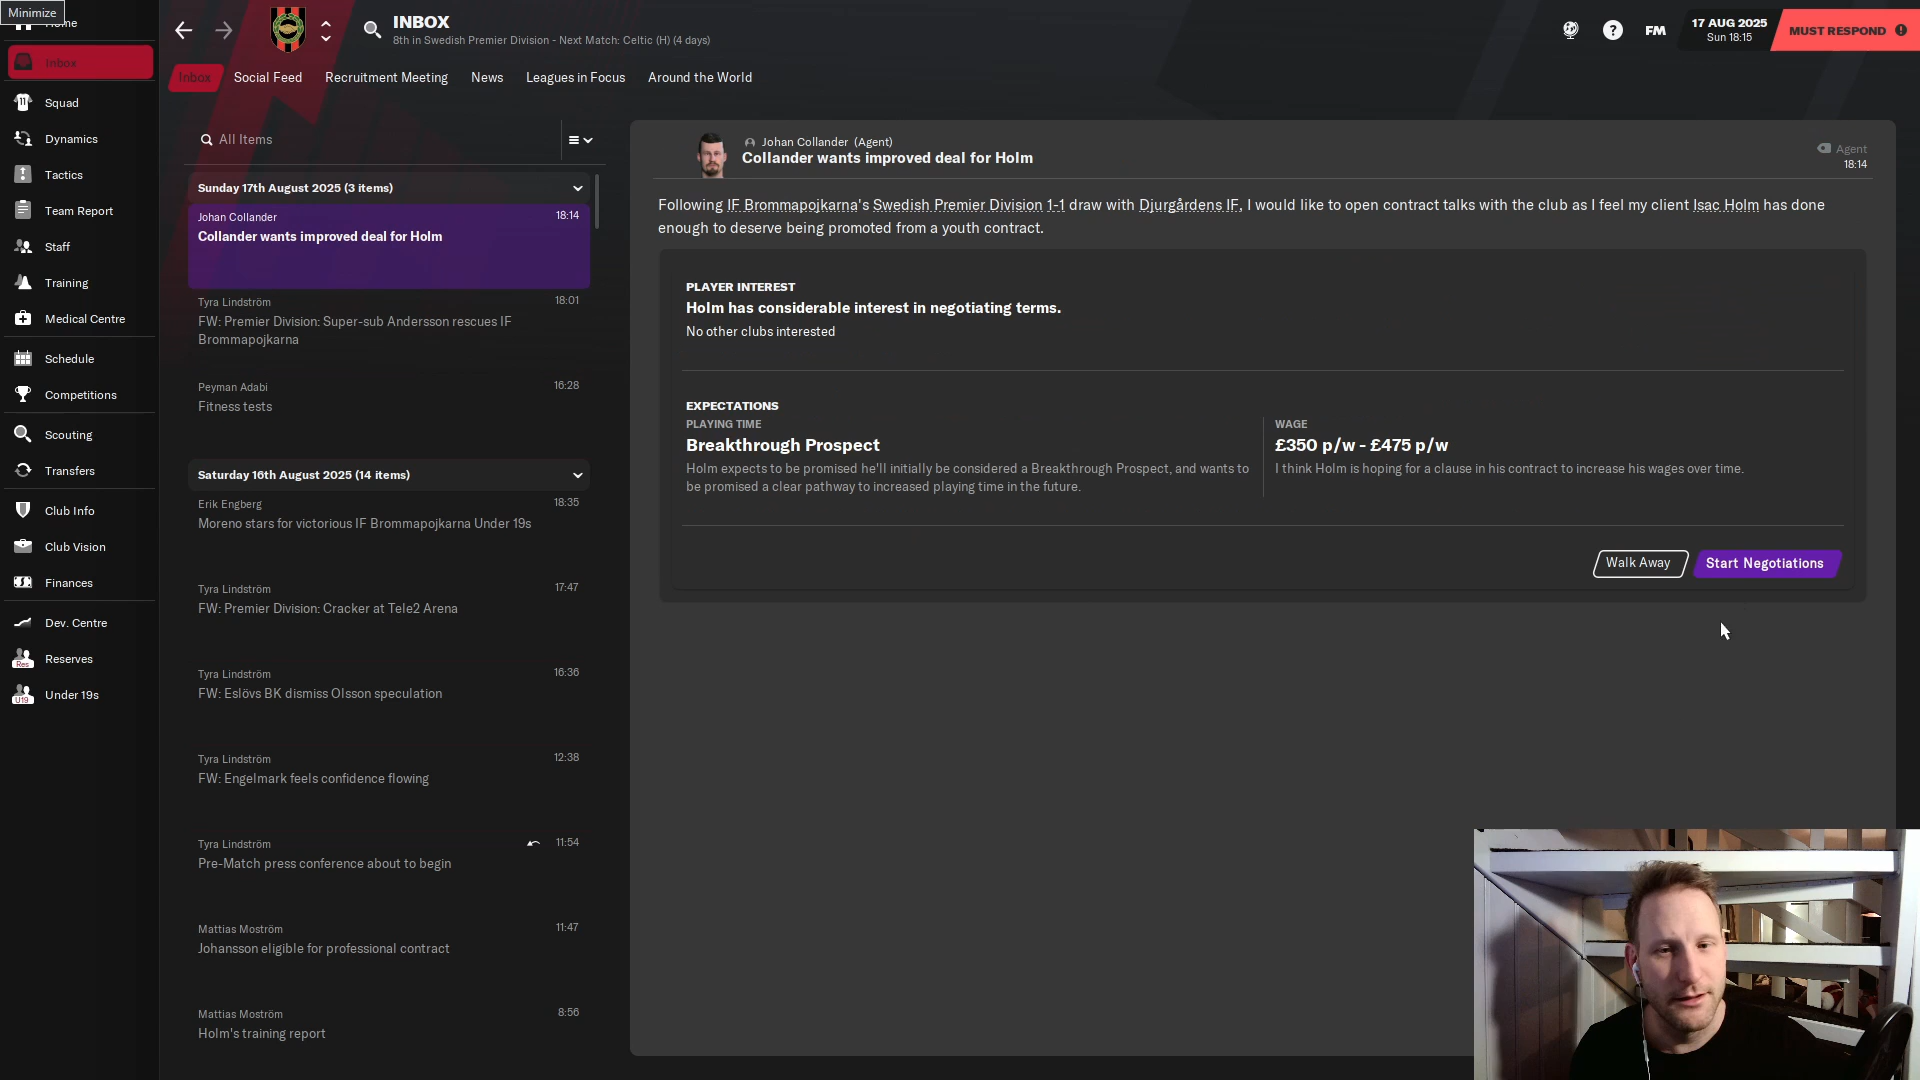 Minimize
INBOX
8th in Swedish Premier Division - Next Match: Celtic (H) (4 days)
FM
17 AUG 2025
Sun 18:15
MUST RESPOND
Inbox
Squad
Dynamics
Tactics
Team Report
Staff
Training
Medical Centre
Schedule
Competitions
Scouting
Transfers
Club Info
Club Vision
Finances
Dev. Centre
Reserves
Under 19s
Inbox
Social Feed
Recruitment Meeting
News
Leagues in Focus
Around the World
All Items
Sunday 17th August 2025 (3 items)
Johan Collander
18:14
Collander wants improved deal for Holm
Tyra Lindström
18:01
FW: Premier Division: Super-sub Andersson rescues IF
Brommapojkarna
Peyman Adabi
16:28
Fitness tests
Saturday 16th August 2025 (14 items)
Erik Engberg
18:35
Moreno stars for victorious IF Brommapojkarna Under 19s
Tyra Lindström
17:47
FW: Premier Division: Cracker at Tele2 Arena
Tyra Lindström
16:36
FW: Eslövs BK dismiss Olsson speculation
Tyra Lindström
12:38
FW: Engelmark feels confidence flowing
Tyra Lindström
11:54
Pre-Match press conference about to begin
Mattias Moström
11:47
Johansson eligible for professional contract
Mattias Moström
8:56
Holm's training report
Johan Collander (Agent)
Collander wants improved deal for Holm
Agent
18:14
Following IF Brommapojkarna's Swedish Premier Division 1-1 draw with Djurgårdens IF, I would like to open contract talks with the club as I feel my client Isac Holm has done
enough to deserve being promoted from a youth contract.
PLAYER INTEREST
Holm has considerable interest in negotiating terms.
No other clubs interested
EXPECTATIONS
PLAYING TIME
Breakthrough Prospect
Holm expects to be promised he'll initially be considered a Breakthrough Prospect, and wants to
be promised a clear pathway to increased playing time in the future.
WAGE
£350 p/w - £475 p/w
I think Holm is hoping for a clause in his contract to increase his wages over time.
Walk Away
Start Negotiations